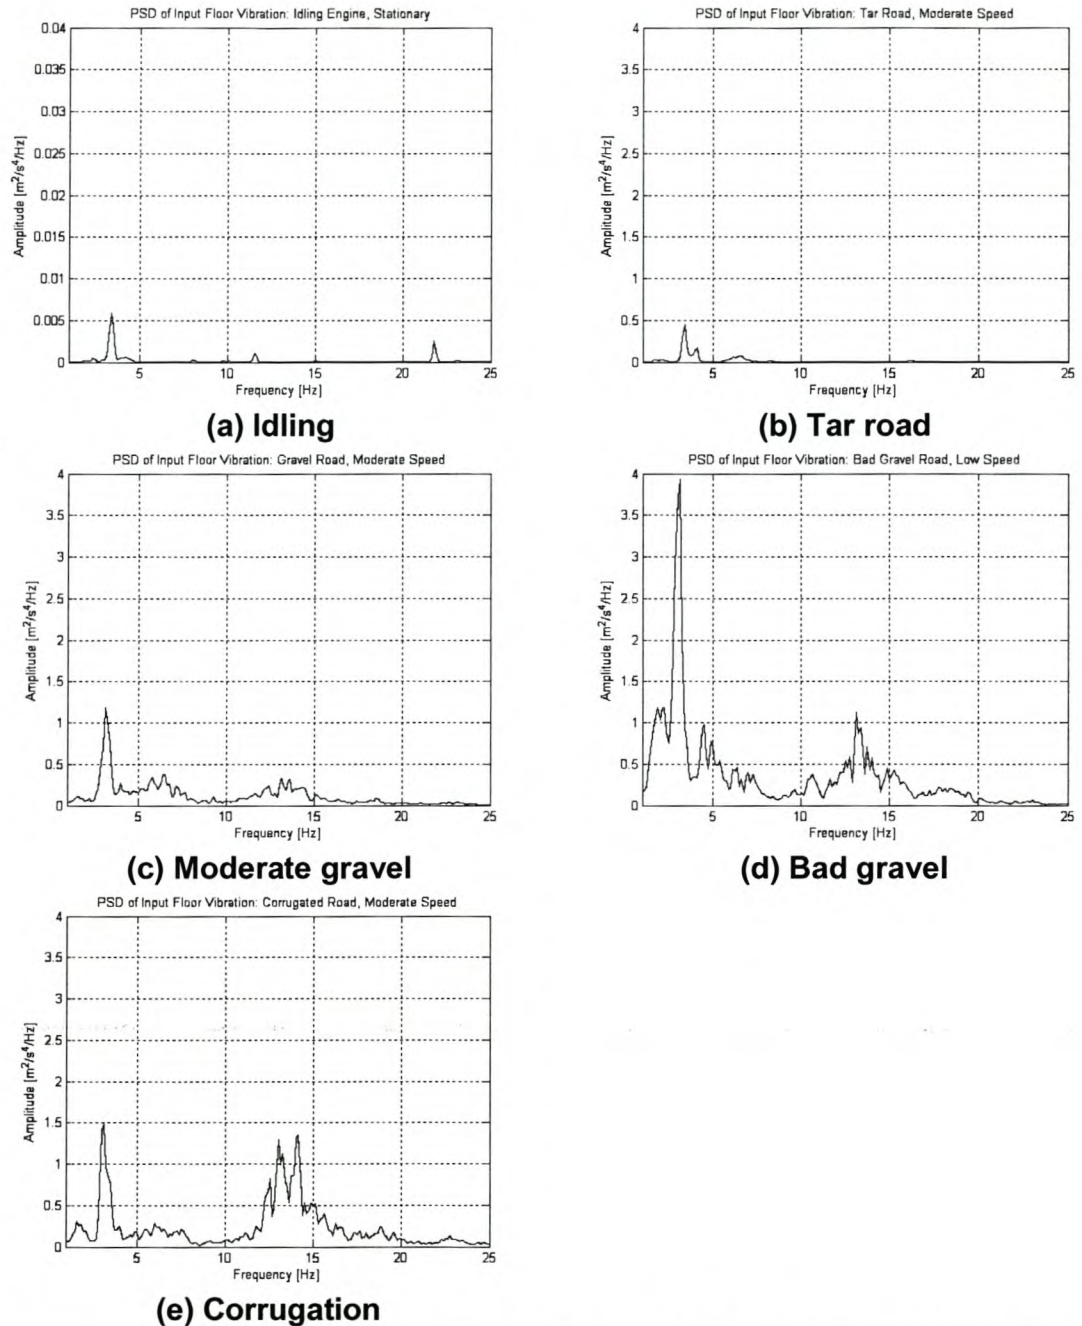 PSD of Input Floor Vibration: Idling Engine, Stationary
0.04
0.035
0.03
0.025
0.02
0.015
0.01
0.005
0
Amplitude [m²/s⁴/Hz]
5 10 15 20 25
Frequency [Hz]
(a) Idling
PSD of Input Floor Vibration: Tar Road, Moderate Speed
4
3.5
3
2.5
2
1.5
1
0.5
0
Amplitude [m²/s⁴/Hz]
5 10 15 20 25
Frequency [Hz]
(b) Tar road
PSD of Input Floor Vibration: Gravel Road, Moderate Speed
4
3.5
3
2.5
2
1.5
1
0.5
0
Amplitude [m²/s⁴/Hz]
5 10 15 20 25
Frequency [Hz]
(c) Moderate gravel
PSD of Input Floor Vibration: Bad Gravel Road, Low Speed
4
3.5
3
2.5
2
1.5
1
0.5
0
Amplitude [m²/s⁴/Hz]
5 10 15 20 25
Frequency [Hz]
(d) Bad gravel
PSD of Input Floor Vibration: Corrugated Road, Moderate Speed
4
3.5
3
2.5
2
1.5
1
0.5
0
Amplitude [m²/s⁴/Hz]
5 10 15 20 25
Frequency [Hz]
(e) Corrugation